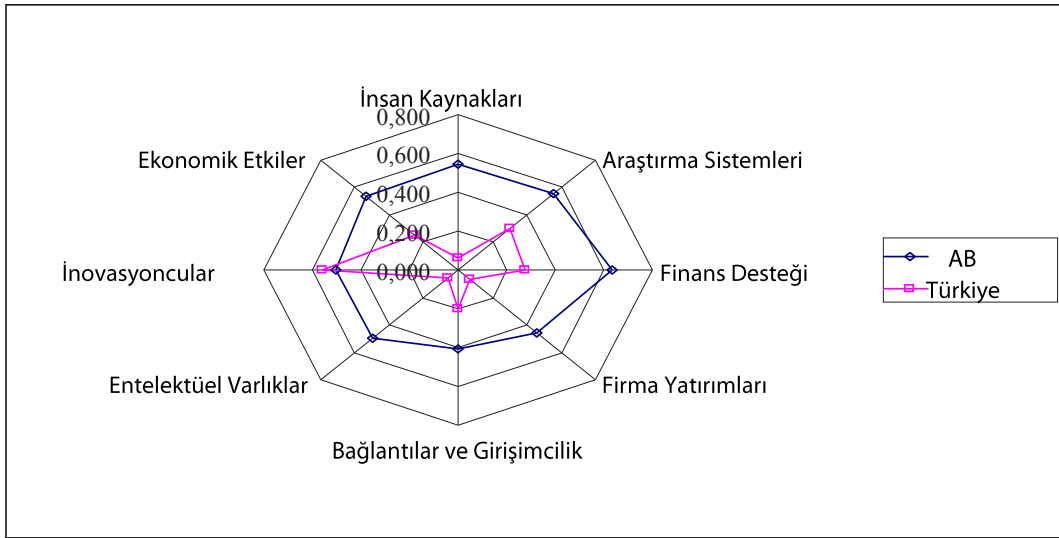 İnsan Kaynakları
0,800
Ekonomik Etkiler
0,600
Araştırma Sistemleri
0,400
0,200
İnovasyoncular
0,000
Finans Desteği
AB
Türkiye
Entelektüel Varlıklar
Firma Yatırımları
Bağlantılar ve Girişimcilik